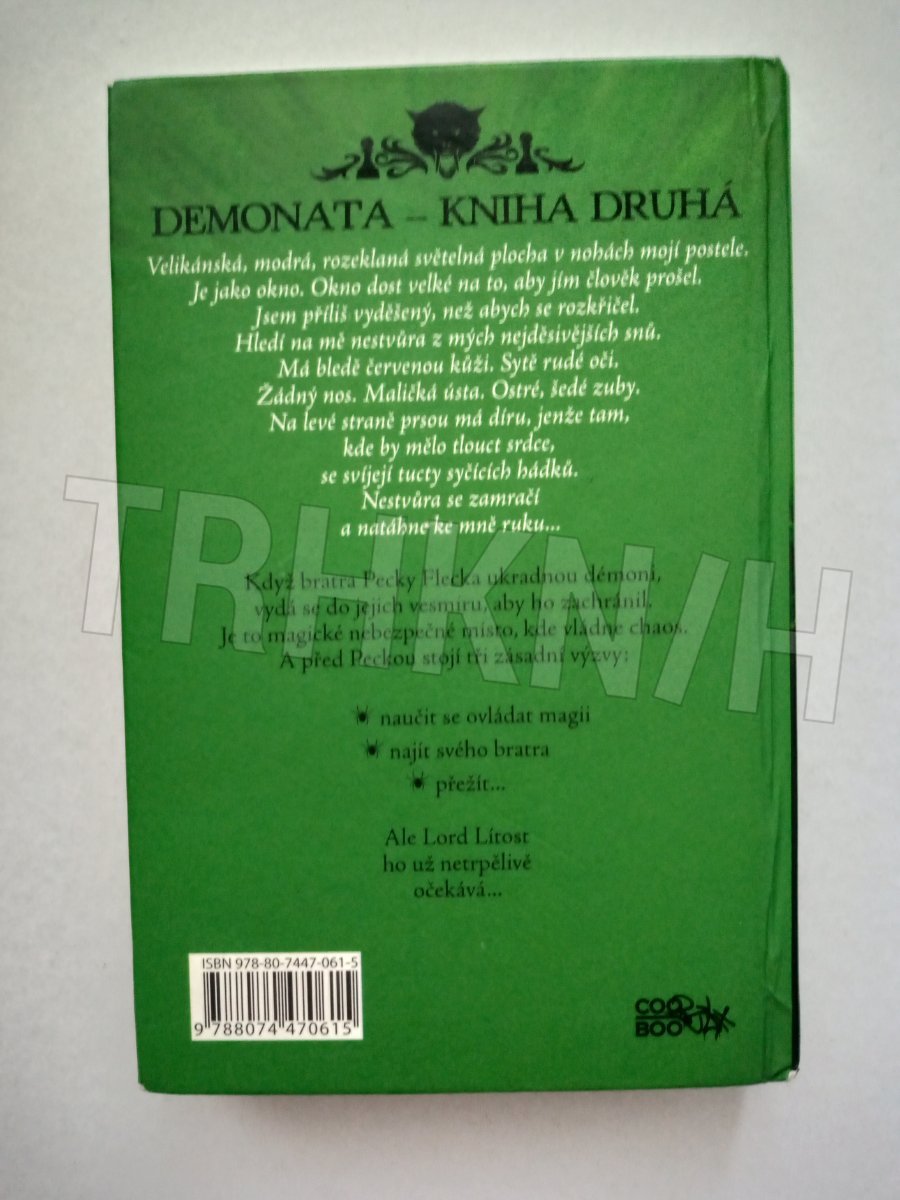 DEMONATA – KNIHA DRUHÁ
Velikánská, modrá, rozeklaná světelná plocha v nohách mojí postele.
Je jako okno. Okno dost velké na to, aby jím člověk prošel.
Jsem příliš vyděšený, než abych se rozkřičel.
Hledí na mě nestvůra z mých nejděsivějších snů.
Má bledě červenou kůži. Sytě rudé oči.
Žádný nos. Maličká ústa. Ostré, šedé zuby.
Na levé straně prsou má díru, jenže tam,
kde by mělo tlouct srdce,
se svíjejí tucty syčících hádků.
Nestvůra se zamračí
a natáhne ke mně ruku...
TRHKNIH
Když bratra Pecky Flecka ukradnou démoni,
vydá se do jejich vesmíru, aby ho zachránil.
Je to magické nebezpečné místo, kde vládne chaos.
A před Peckou stojí tři zásadní výzvy:
naučit se ovládat magii
najít svého bratra
přežít...
Ale Lord Lítost
ho už netrpělivě
očekává...
ISBN 978-80-7447-061-5
9 788074 470615
COO
BOO